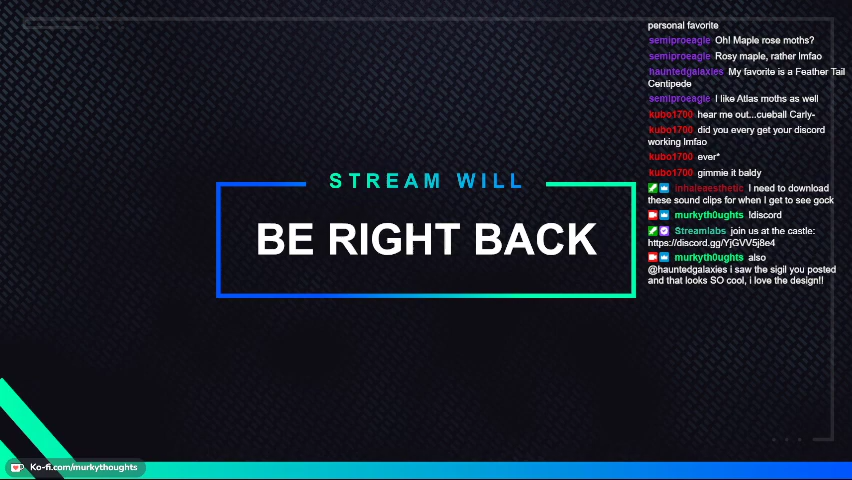 STREAM WILL
BE RIGHT BACK
personal favorite
semiproeagle Oh! Maple rose moths?
semiproeagle Rosy maple, rather lmfao
hauntedgalaxies My favorite is a Feather Tail
Centipede
semiproeagle I like Atlas moths as well
kubo1700 hear me out...cueball Carly-
kubo1700 did you every get your discord
working lmfao
kubo1700 ever*
kubo1700 gimmie it baldy
inhaleaesthetic I need to download
these sound clips for when I get to see gock
murkyth0ughts !discord
Streamlabs join us at the castle:
https://discord.gg/YjGVV5j8e4
murkyth0ughts also
@hauntedgalaxies i saw the sigil you posted
and that looks SO cool, i love the design!!
Ko-fi.com/murkythoughts